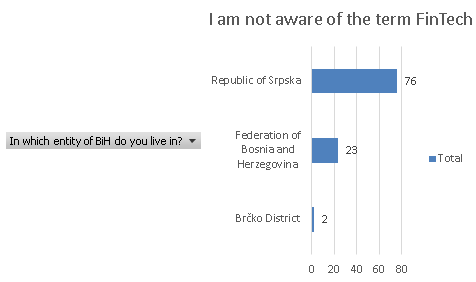 I am not aware of the term FinTech
In which entity of BiH do you live in?
Republic of Srpska
76
Federation of
Bosnia and
Herzegovina
23
Brčko District
2
Total
0 20 40 60 80